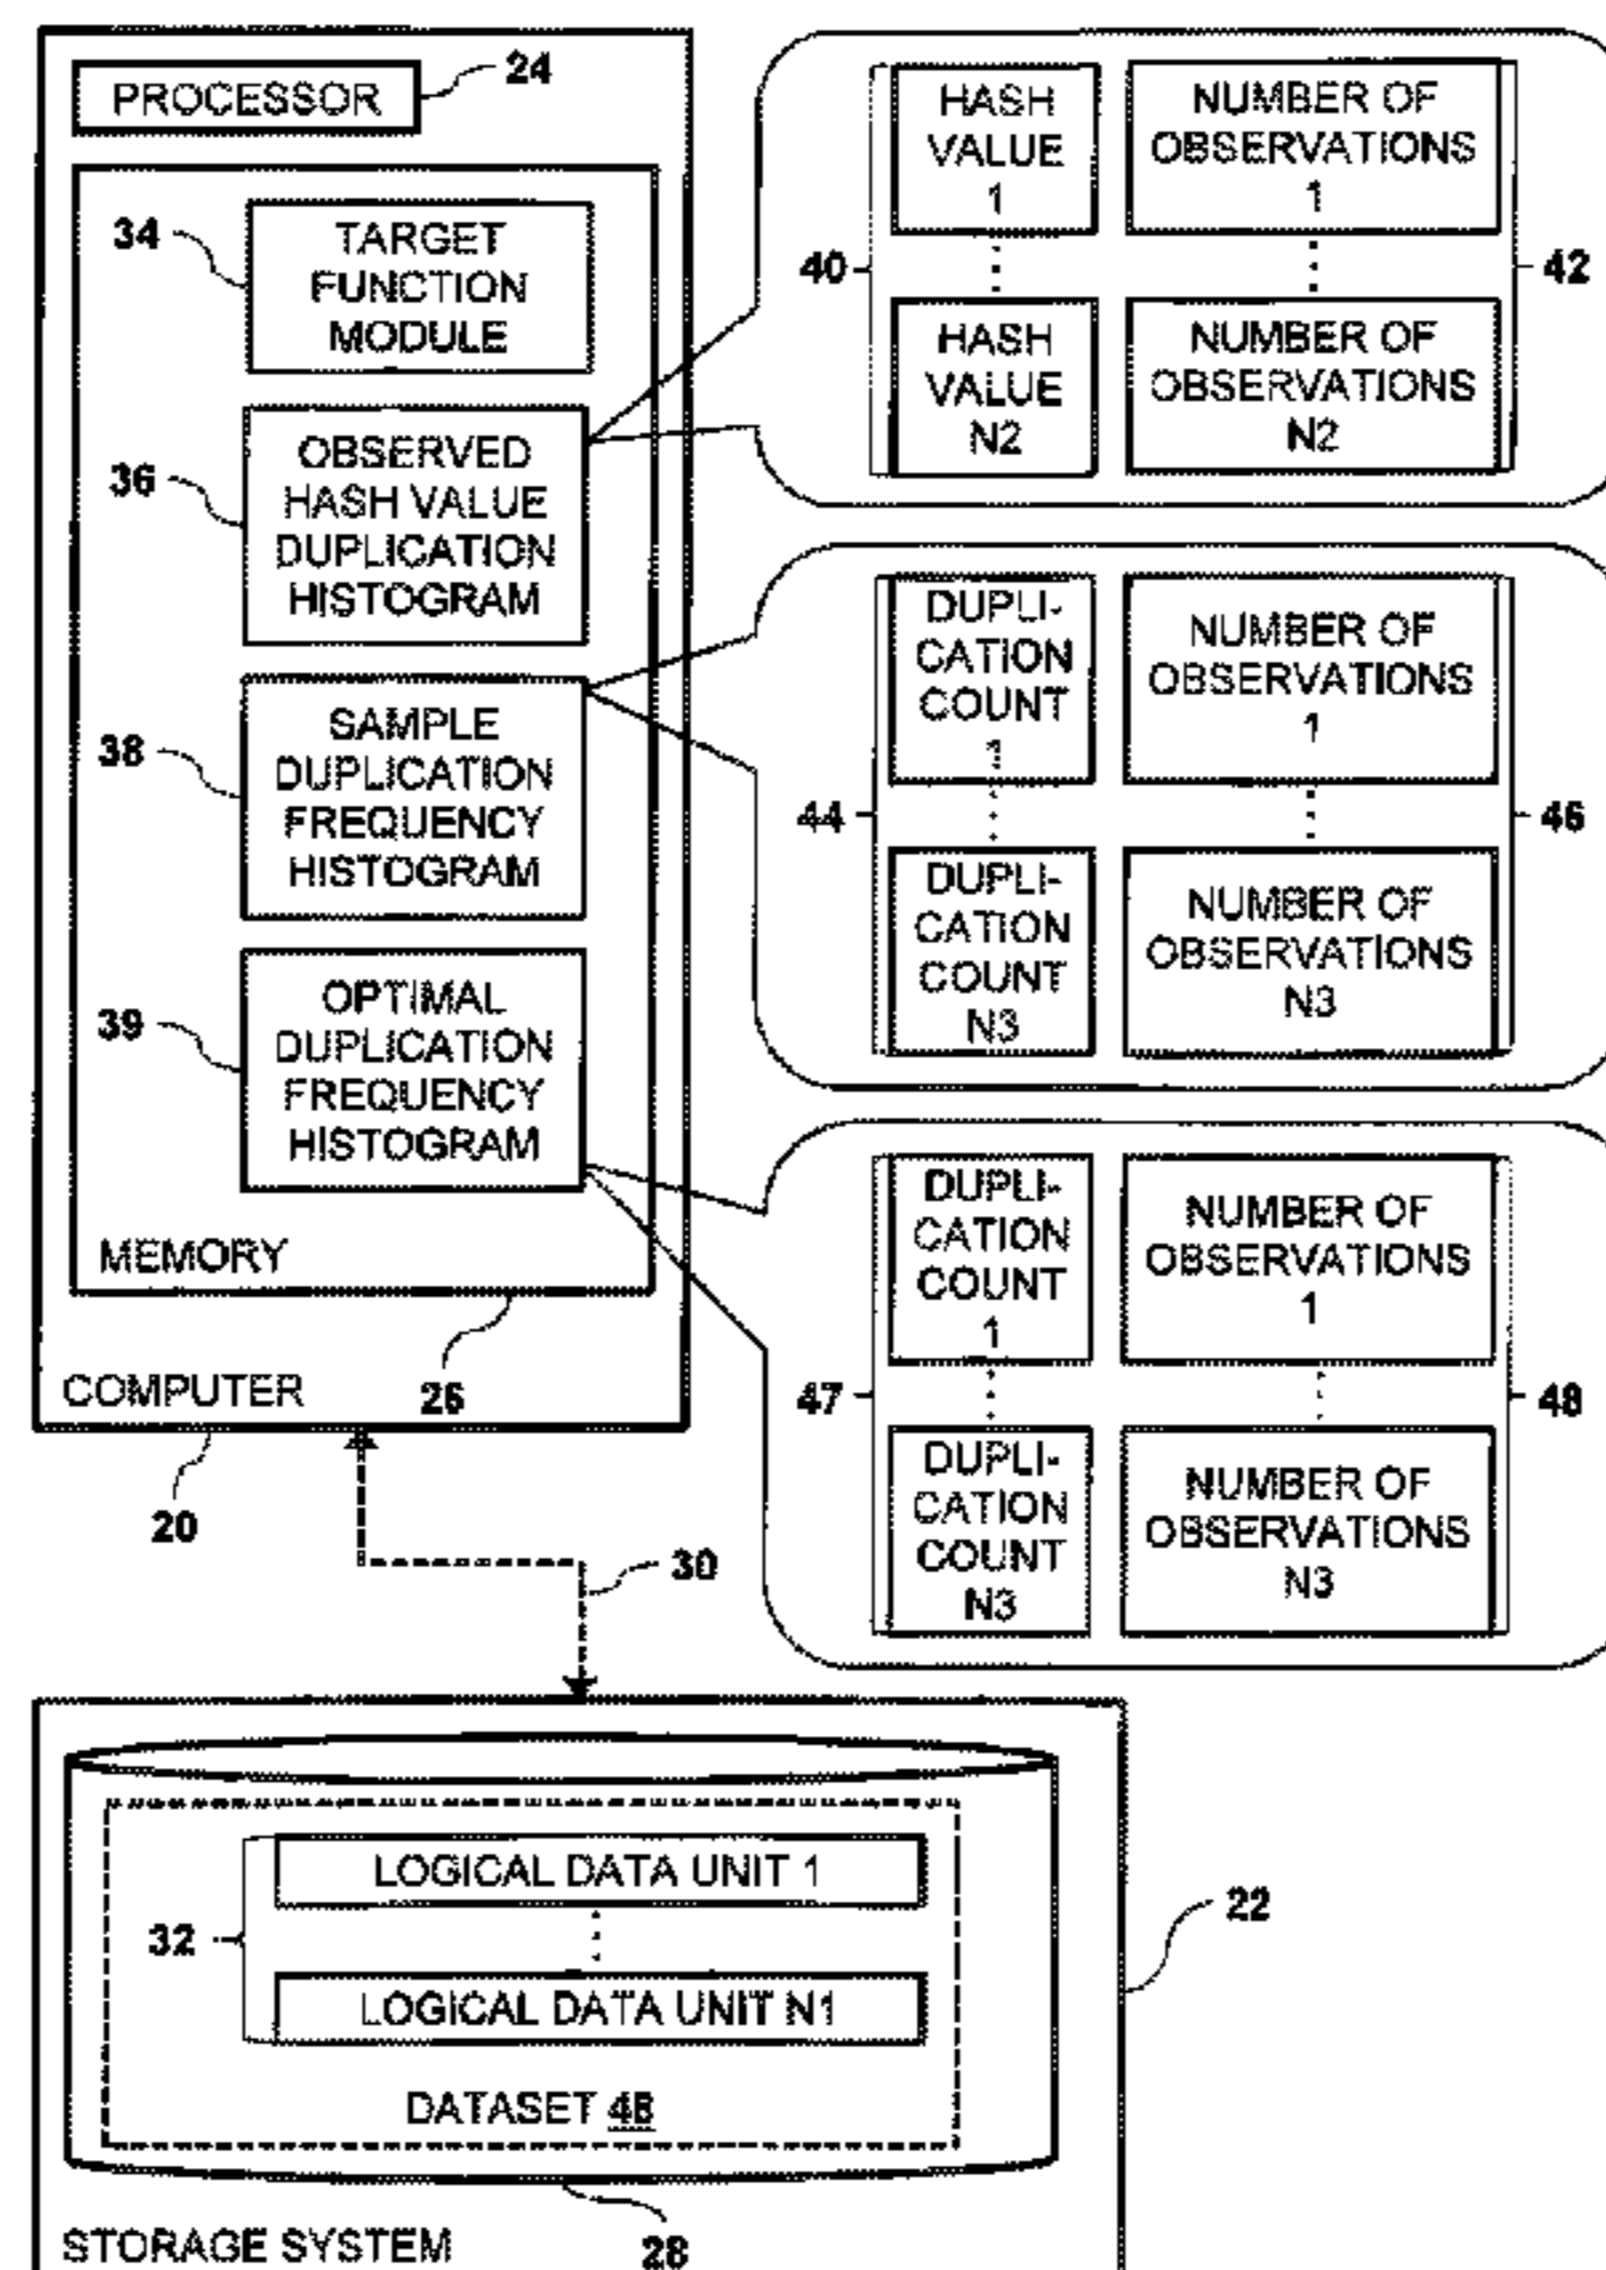 PROCESSOR
24
34
TARGET
FUNCTION
MODULE
36
OBSERVED
HASH VALUE
DUPLICATION
HISTOGRAM
38
SAMPLE
DUPLICATION
FREQUENCY
HISTOGRAM
39
OPTIMAL
DUPLICATION
FREQUENCY
HISTOGRAM
MEMORY
26
COMPUTER
20
30
40
HASH
VALUE
1
NUMBER OF
OBSERVATIONS
1
HASH
VALUE
N2
NUMBER OF
OBSERVATIONS
N2
42
44
DUPLI-
CATION
COUNT
1
NUMBER OF
OBSERVATIONS
1
DUPLI-
CATION
COUNT
N3
NUMBER OF
OBSERVATIONS
N3
46
47
DUPLI-
CATION
COUNT
1
NUMBER OF
OBSERVATIONS
1
DUPLI-
CATION
COUNT
N3
NUMBER OF
OBSERVATIONS
N3
48
32
LOGICAL DATA UNIT 1
LOGICAL DATA UNIT N1
DATASET
22
STORAGE SYSTEM
28